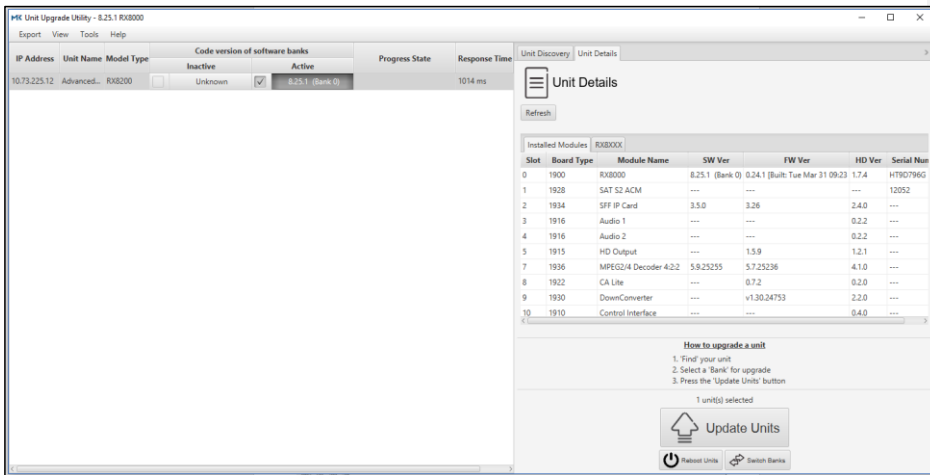 MK Unit Upgrade Utility - 8.25.1 RX8000
Export View Tools Help
IP Address Unit Name Model Type Code version of software banks Progress State Response Time
Inactive Active
10.73.225.12 Advanced... RX8200 Unknown 8.25.1 (Bank 0) 1014 ms
Unit Discovery Unit Details
Unit Details
Refresh
Installed Modules RX8XXX
Slot Board Type Module Name SW Ver FW Ver HD Ver Serial Num
0 1900 RX8000 8.25.1 (Bank 0) 0.24.1 [Built: Tue Mar 31 09:23 1.7.4 HT9D796G
1 1928 SAT S2 ACM --- --- --- 12052
2 1934 SFF IP Card 3.5.0 3.26 2.4.0 ---
3 1916 Audio 1 --- --- 0.2.2 ---
4 1916 Audio 2 --- --- 0.2.2 ---
5 1915 HD Output --- 1.5.9 1.2.1 ---
7 1936 MPEG2/4 Decoder 4:2:2 5.9.25255 5.7.25236 4.1.0 ---
8 1922 CA Lite --- 0.7.2 0.2.0 ---
9 1930 DownConverter --- v1.30.24753 2.2.0 ---
10 1910 Control Interface --- --- 0.4.0 ---
How to upgrade a unit
1. 'Find' your unit
2. Select a 'Bank' for upgrade
3. Press the 'Update Units' button
1 unit(s) selected
Update Units
Reboot Units Switch Banks